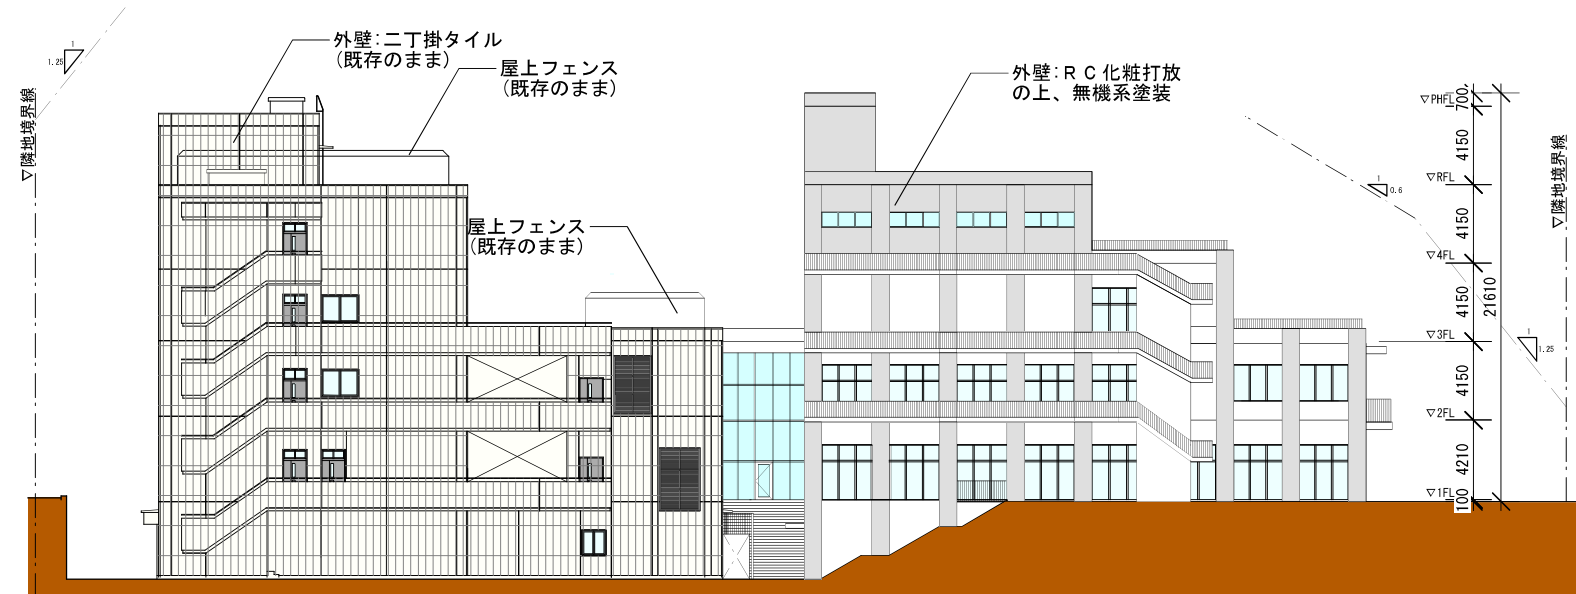 外壁:二丁掛タイル
(既存のまま)
屋上フェンス
(既存のまま)
屋上フェンス
(既存のまま)
外壁:RC化粧打放
の上、無機系塗装
1
1.25
▽隣地境界線
1
0.6
1
1.25
▽隣地境界線
▽PHFL
▽RFL
▽4FL
▽3FL
▽2FL
▽1FL
700
4150
4150
4150
4150
4210
100
21610